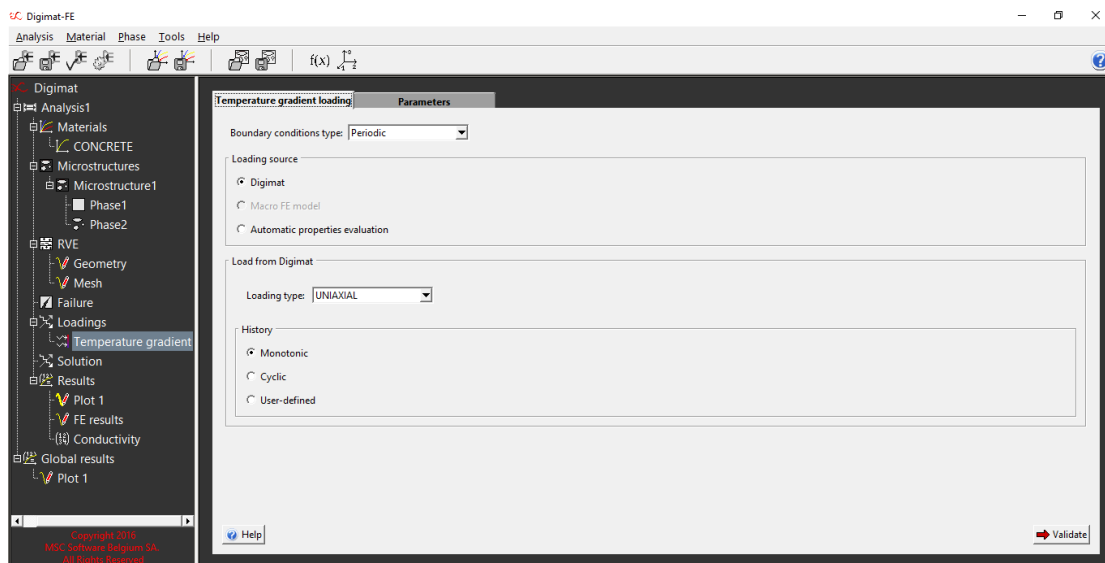 Digimat-FE
Analysis Material Phase Tools Help
f(x)
Digimat
Analysis1
Materials
CONCRETE
Microstructures
Microstructure1
Phase1
Phase2
RVE
Geometry
Mesh
Failure
Loadings
Temperature gradient
Solution
Results
Plot 1
FE results
Conductivity
Global results
Plot 1
Copyright 2016
MSC Software Belgium SA.
All Rights Reserved
Temperature gradient loading Parameters
Boundary conditions type: Periodic
Loading source
Digimat
Macro FE model
Automatic properties evaluation
Load from Digimat
Loading type: UNIAXIAL
History
Monotonic
Cyclic
User-defined
Help Validate